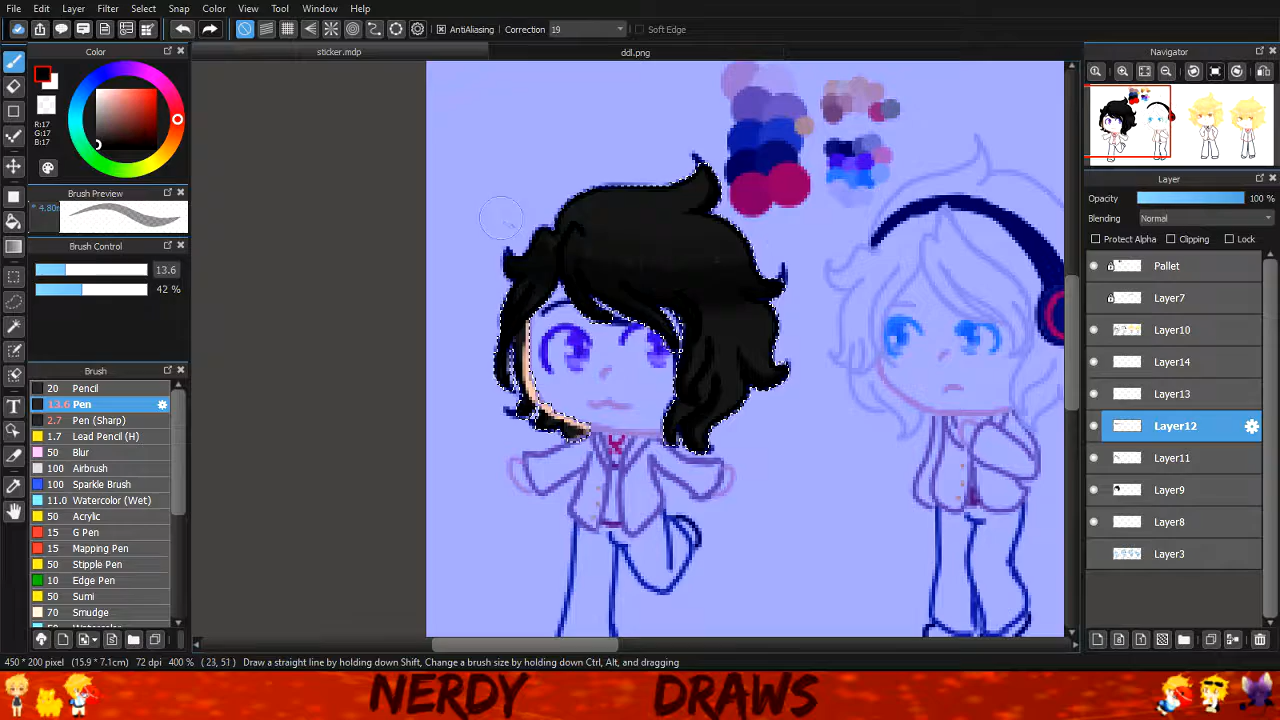 File Edit Layer Filter Select Snap Color View Tool Window Help
AntiAliasing Correction 19 Soft Edge
Color
sticker.mdp ddl.png
Navigator
R:17
G:17
B:17
Brush Preview
* 4.80
Brush Control
13.6
42 %
Brush
20 Pencil
13.6 Pen
2.7 Pen (Sharp)
1.7 Lead Pencil (H)
50 Blur
100 Airbrush
100 Sparkle Brush
11.0 Watercolor (Wet)
50 Acrylic
15 G Pen
15 Mapping Pen
50 Stipple Pen
10 Edge Pen
50 Sumi
70 Smudge
Layer
Opacity 100 %
Blending Normal
Protect Alpha Clipping Lock
Pallet
Layer7
Layer10
Layer14
Layer13
Layer12
Layer11
Layer9
Layer8
Layer3
450 * 200 pixel (15.9 * 7.1cm) 72 dpi 400 % ( 23, 51 ) Draw a straight line by holding down Shift, Change a brush size by holding down Ctrl, Alt, and dragging
NERDY DRAWS